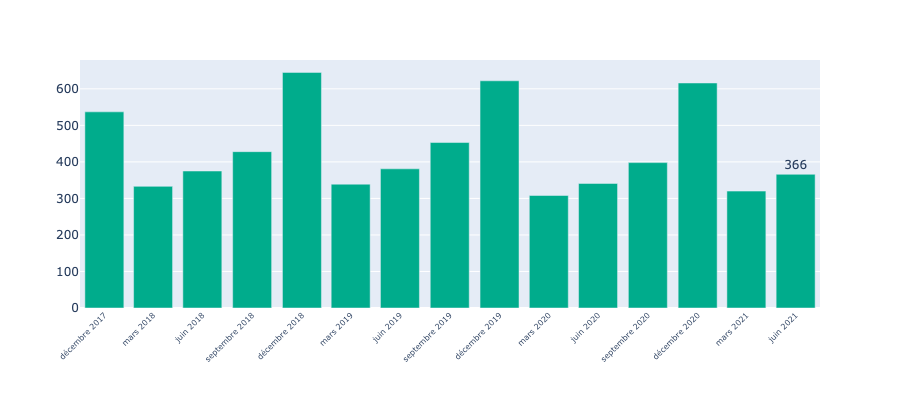 600
500
400
300
200
100
0
366
décembre 2017
mars 2018
juin 2018
septembre 2018
décembre 2018
mars 2019
juin 2019
septembre 2019
décembre 2019
mars 2020
juin 2020
septembre 2020
décembre 2020
mars 2021
juin 2021